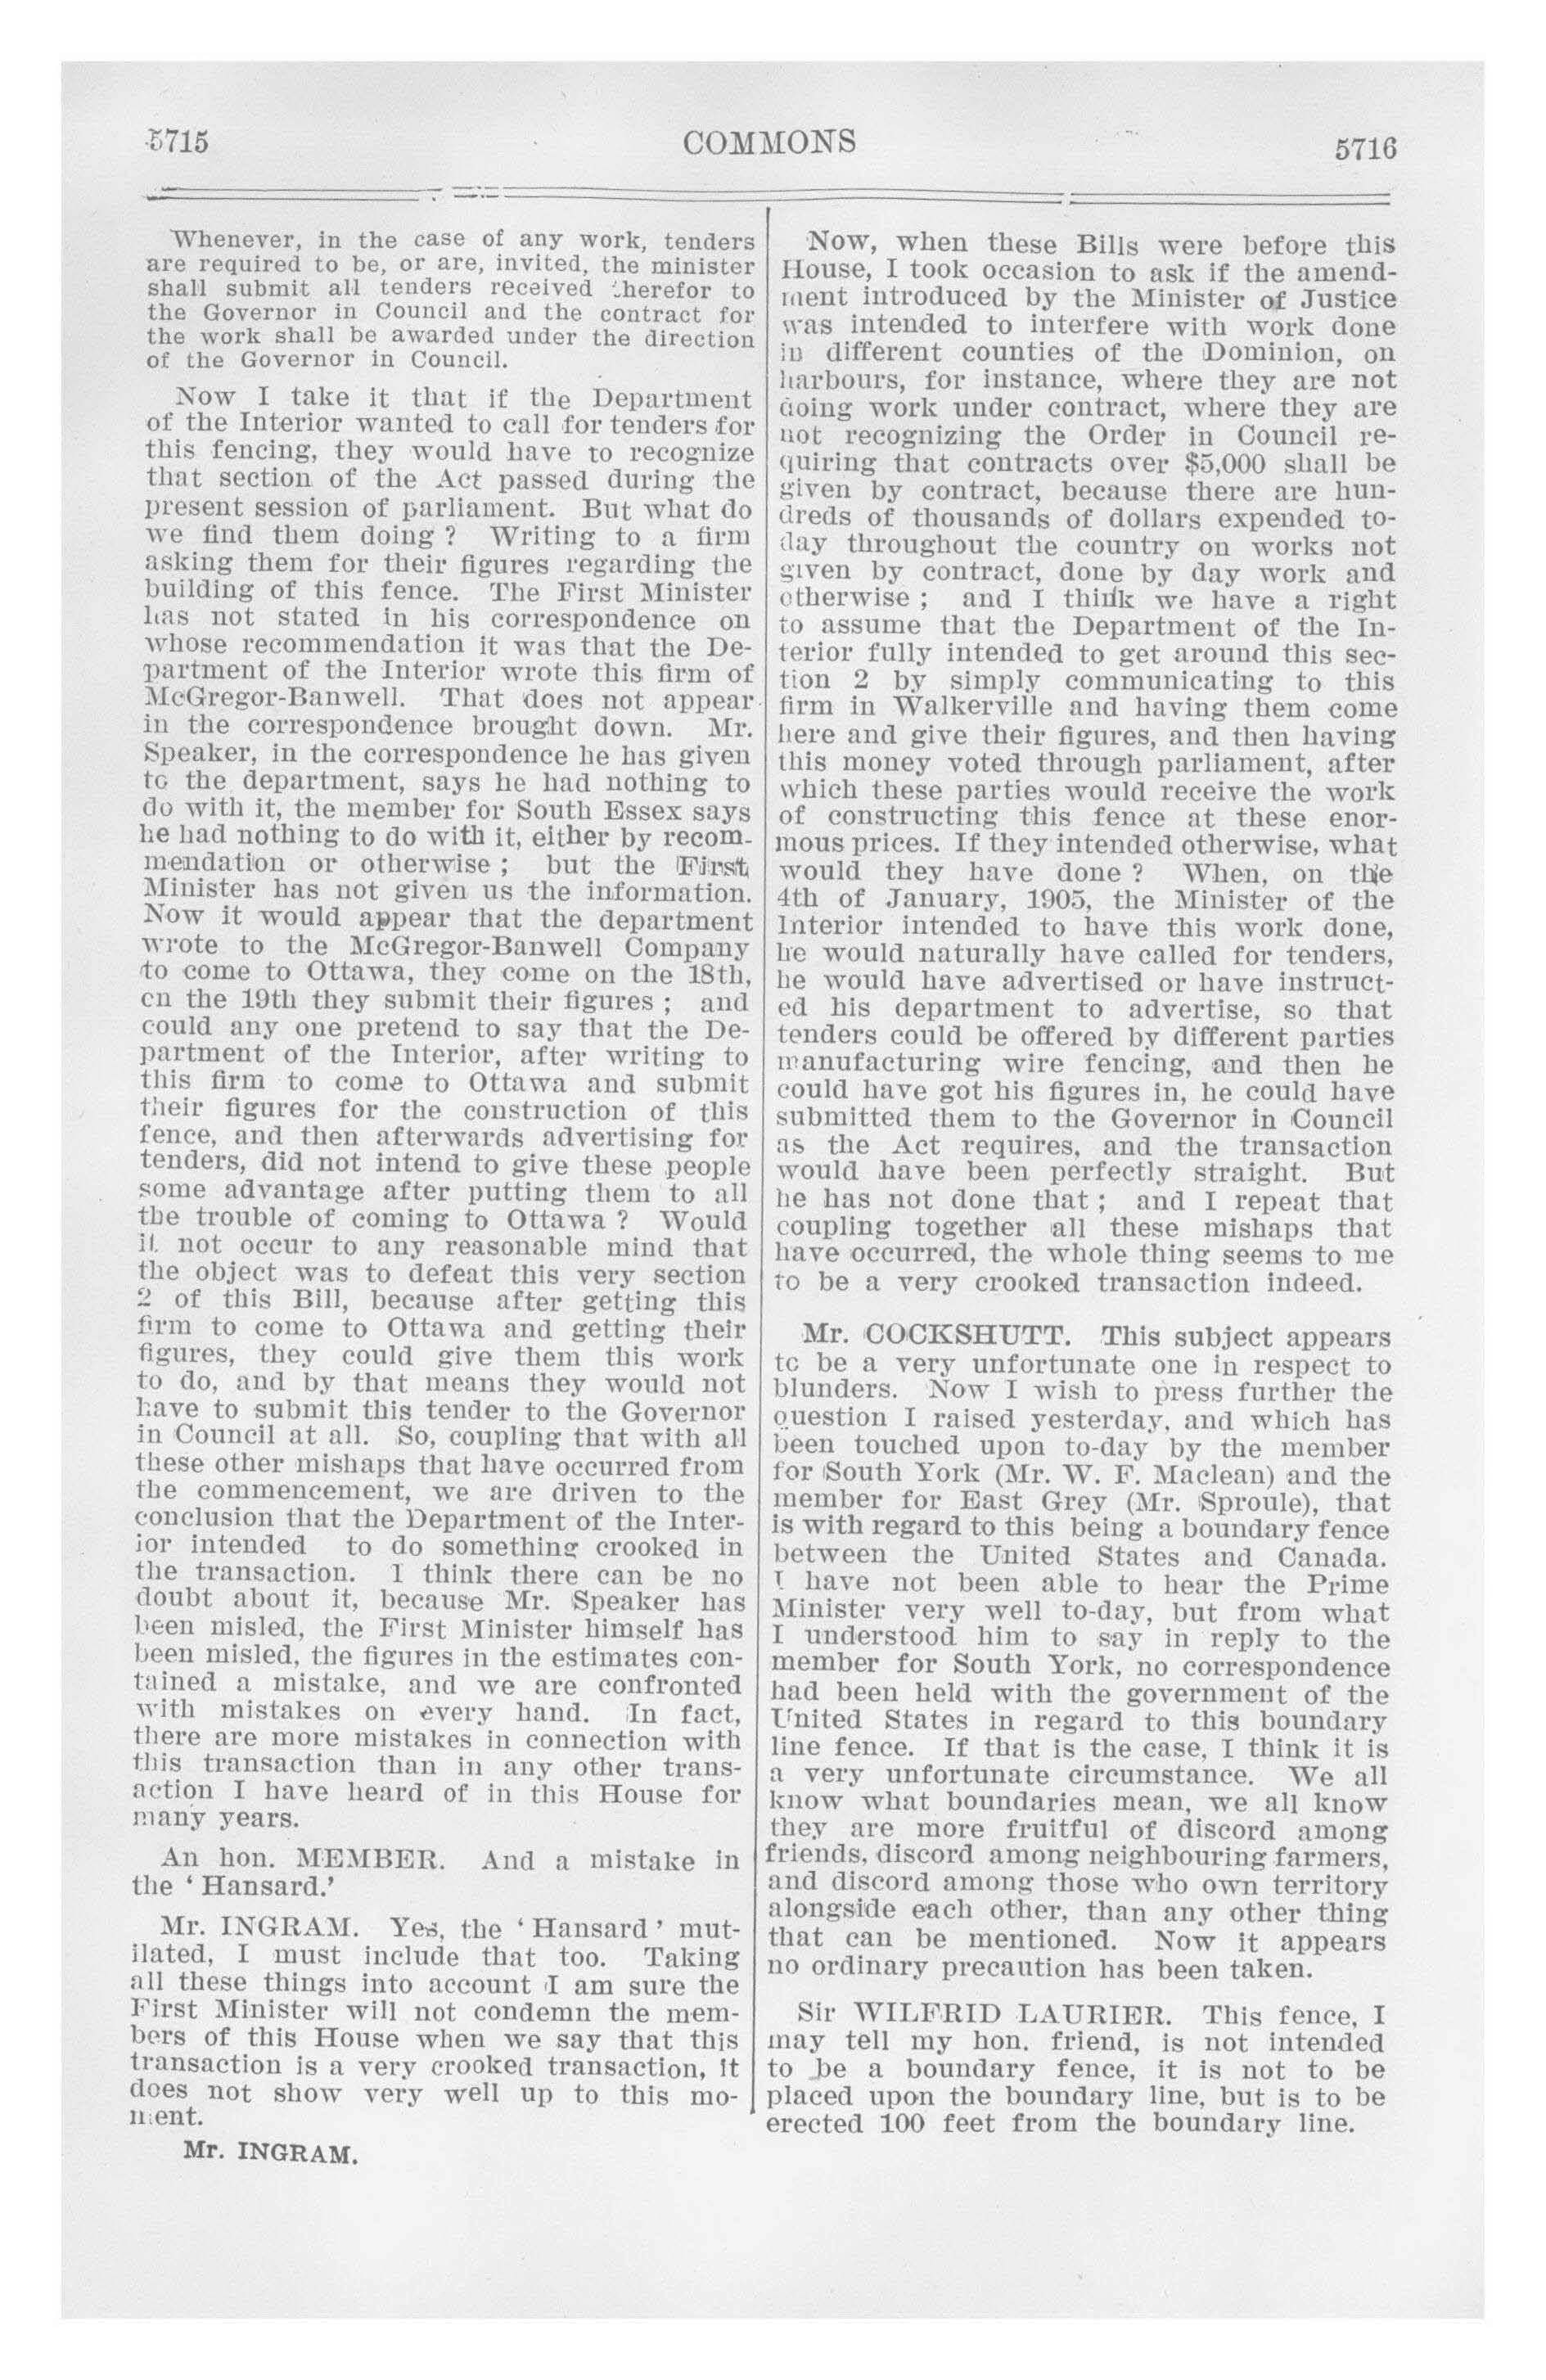 5715
COMMONS
5716
Whenever, in the case of any work, tenders
are required to be, or are, invited, the minister
shall submit all tenders received therefor to
the Governor in Council and the contract for
the work shall be awarded under the direction
of the Governor in Council.
Now I take it that if the Department
of the Interior wanted to call for tenders for
this fencing, they would have to recognize
that section of the Act passed during the
present session of parliament. But what do
we find them doing ? Writing to a firm
asking them for their figures regarding the
building of this fence. The First Minister
has not stated in his correspondence on
whose recommendation it was that the De-
partment of the Interior wrote this firm of
McGregor-Banwell. That does not appear
in the correspondence brought down. Mr.
Speaker, in the correspondence he has given
to the department, says he had nothing to
do with it, the member for South Essex says
he had nothing to do with it, either by recom-
mendation or otherwise ; but the First
Minister has not given us the information.
Now it would appear that the department
wrote to the McGregor-Banwell Company
to come to Ottawa, they come on the 18th,
on the 19th they submit their figures ; and
could any one pretend to say that the De-
partment of the Interior, after writing to
this firm to come to Ottawa and submit
their figures for the construction of this
fence, and then afterwards advertising for
tenders, did not intend to give these people
some advantage after putting them to all
the trouble of coming to Ottawa ? Would
it not occur to any reasonable mind that
the object was to defeat this very section
2 of this Bill, because after getting this
firm to come to Ottawa and getting their
figures, they could give them this work
to do, and by that means they would not
have to submit this tender to the Governor
in Council at all. So, coupling that with all
these other mishaps that have occurred from
the commencement, we are driven to the
conclusion that the Department of the Inter-
ior intended to do something crooked in
the transaction. I think there can be no
doubt about it, because Mr. Speaker has
been misled, the First Minister himself has
been misled, the figures in the estimates con-
tained a mistake, and we are confronted
with mistakes on every hand. In fact,
there are more mistakes in connection with
this transaction than in any other trans-
action I have heard of in this House for
many years.
An hon. MEMBER. And a mistake in
the ' Hansard.'
Mr. INGRAM. Yes, the ' Hansard ' mut-
ilated, I must include that too. Taking
all these things into account I am sure the
First Minister will not condemn the mem-
bers of this House when we say that this
transaction is a very crooked transaction, it
does not show very well up to this mo-
ment.
Mr. INGRAM.
Now, when these Bills were before this
House, I took occasion to ask if the amend-
ment introduced by the Minister of Justice
was intended to interfere with work done
in different counties of the Dominion, on
harbours, for instance, where they are not
doing work under contract, where they are
not recognizing the Order in Council re-
quiring that contracts over $5,000 shall be
given by contract, because there are hun-
dreds of thousands of dollars expended to-
day throughout the country on works not
given by contract, done by day work and
otherwise ; and I think we have a right
to assume that the Department of the In-
terior fully intended to get around this sec-
tion 2 by simply communicating to this
firm in Walkerville and having them come
here and give their figures, and then having
this money voted through parliament, after
which these parties would receive the work
of constructing this fence at these enor-
mous prices. If they intended otherwise, what
would they have done ? When, on the
4th of January, 1905, the Minister of the
Interior intended to have this work done,
he would naturally have called for tenders,
he would have advertised or have instruct-
ed his department to advertise, so that
tenders could be offered by different parties
manufacturing wire fencing, and then he
could have got his figures in, he could have
submitted them to the Governor in Council
as the Act requires, and the transaction
would have been perfectly straight. But
he has not done that ; and I repeat that
coupling together all these mishaps that
have occurred, the whole thing seems to me
to be a very crooked transaction indeed.
Mr. COCKSHUTT. This subject appears
to be a very unfortunate one in respect to
blunders. Now I wish to press further the
question I raised yesterday, and which has
been touched upon to-day by the member
for South York (Mr. W. F. Maclean) and the
member for East Grey (Mr. Sproule), that
is with regard to this being a boundary fence
between the United States and Canada.
I have not been able to hear the Prime
Minister very well to-day, but from what
I understood him to say in reply to the
member for South York, no correspondence
had been held with the government of the
United States in regard to this boundary
line fence. If that is the case, I think it is
a very unfortunate circumstance. We all
know what boundaries mean, we all know
they are more fruitful of discord among
friends, discord among neighbouring farmers,
and discord among those who own territory
alongside each other, than any other thing
that can be mentioned. Now it appears
no ordinary precaution has been taken.
Sir WILFRID LAURIER. This fence, I
may tell my hon. friend, is not intended
to be a boundary fence, it is not to be
placed upon the boundary line, but is to be
erected 100 feet from the boundary line.